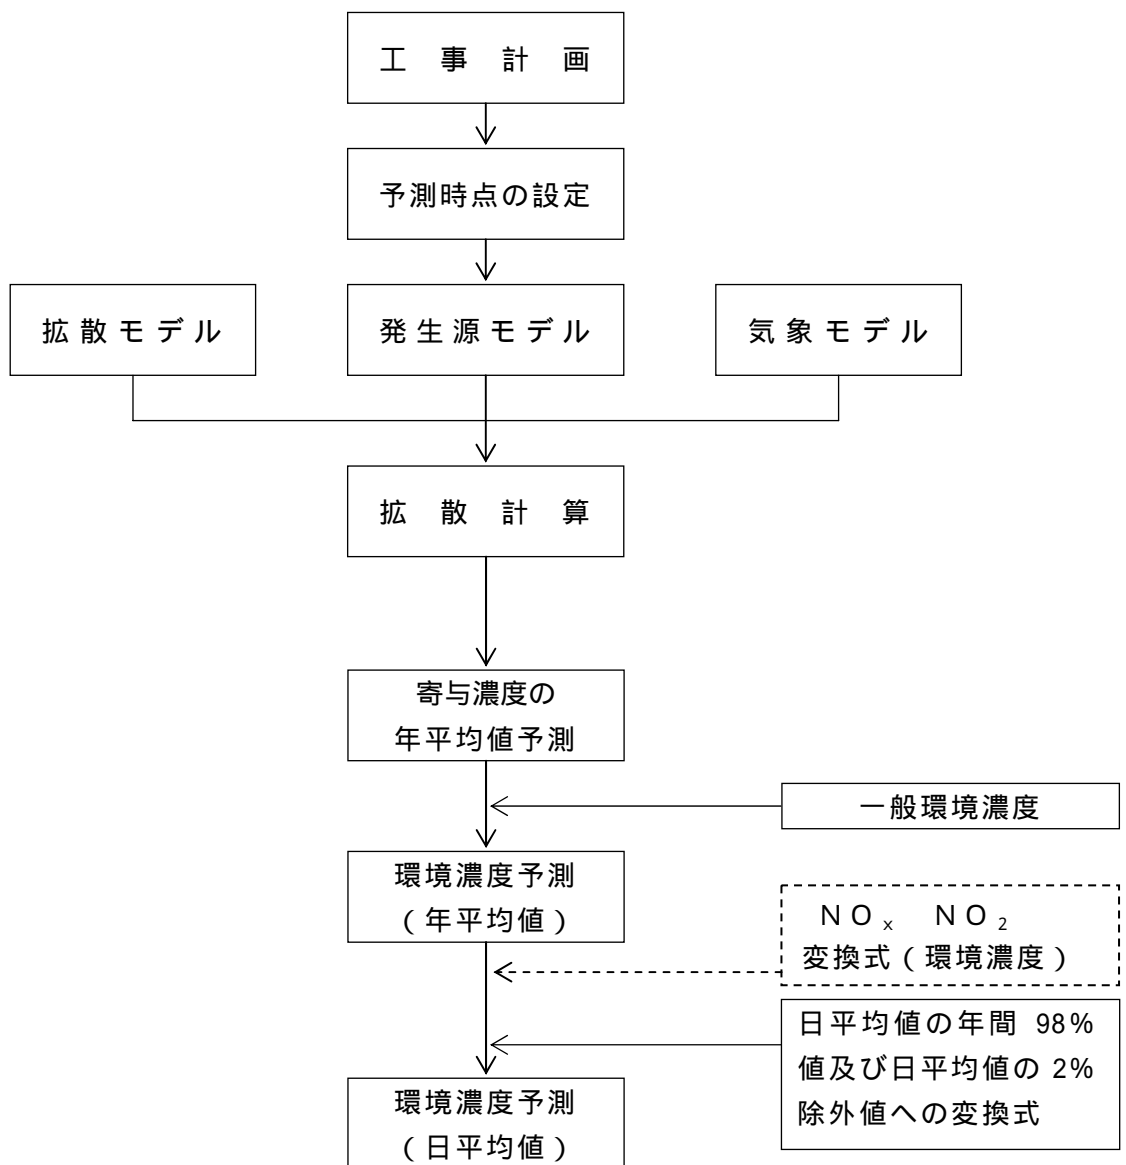 工事計画
予測時点の設定
拡散モデル
発生源モデル
気象モデル
拡散計算
寄与濃度の
年平均値予測
一般環境濃度
環境濃度予測
（年平均値）
ＮＯₓ　ＮＯ₂
変換式（環境濃度）
日平均値の年間 98%
値及び日平均値の 2%
除外値への変換式
環境濃度予測
（日平均値）